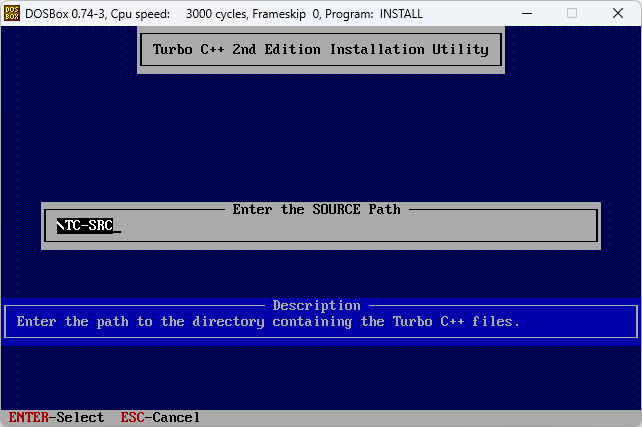 DOS BOX DOSBox 0.74-3, Cpu speed: 3000 cycles, Frameskip 0, Program: INSTALL
Turbo C++ 2nd Edition Installation Utility
Enter the SOURCE Path
\TC-SRC_
Description
Enter the path to the directory containing the Turbo C++ files.
ENTER-Select ESC-Cancel